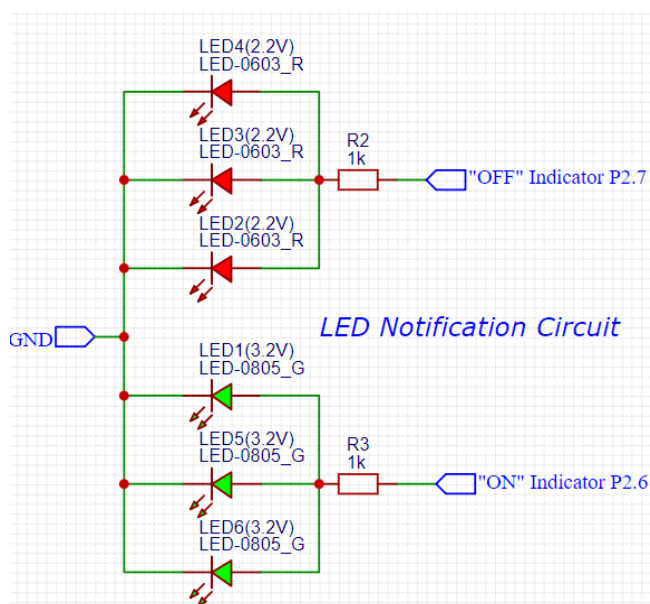 LED4(2.2V)
LED-0603_R
LED3(2.2V)
LED-0603_R
R2
1k
"OFF" Indicator P2.7
LED2(2.2V)
LED-0603_R
GND
LED Notification Circuit
LED1(3.2V)
LED-0805_G
LED5(3.2V)
LED-0805_G
R3
1k
"ON" Indicator P2.6
LED6(3.2V)
LED-0805_G